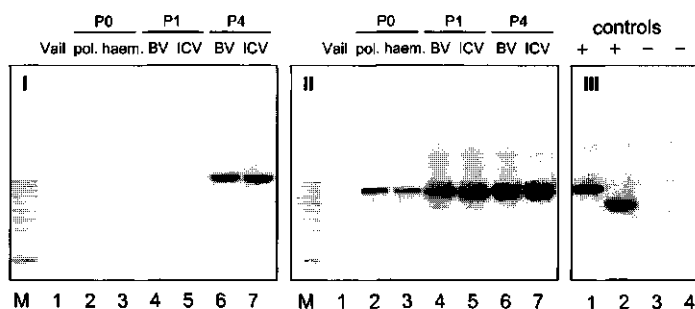 P0 P1 P4 P0 P1 P4 controls
Vail pol. haem. BV ICV BV ICV Vail pol. haem. BV ICV BV ICV + + – –
I II III
M 1 2 3 4 5 6 7 M 1 2 3 4 5 6 7 1 2 3 4